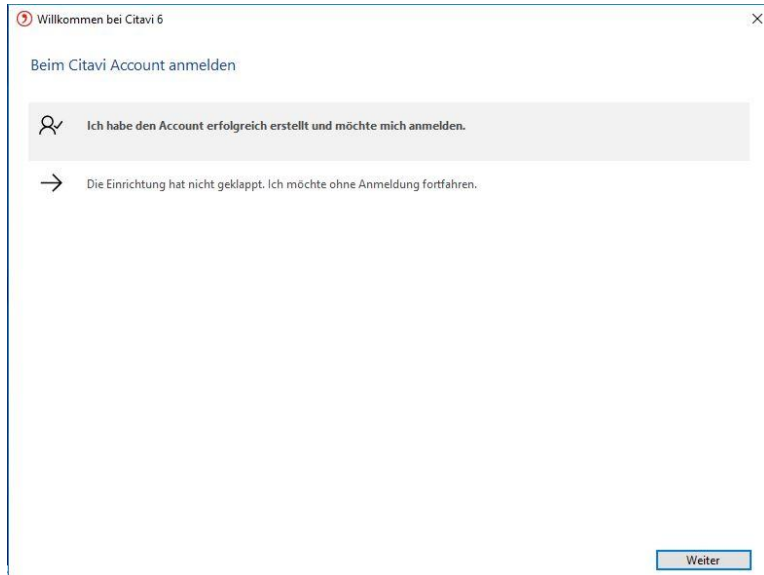 Willkommen bei Citavi 6
Beim Citavi Account anmelden
Ich habe den Account erfolgreich erstellt und möchte mich anmelden.
Die Einrichtung hat nicht geklappt. Ich möchte ohne Anmeldung fortfahren.
Weiter